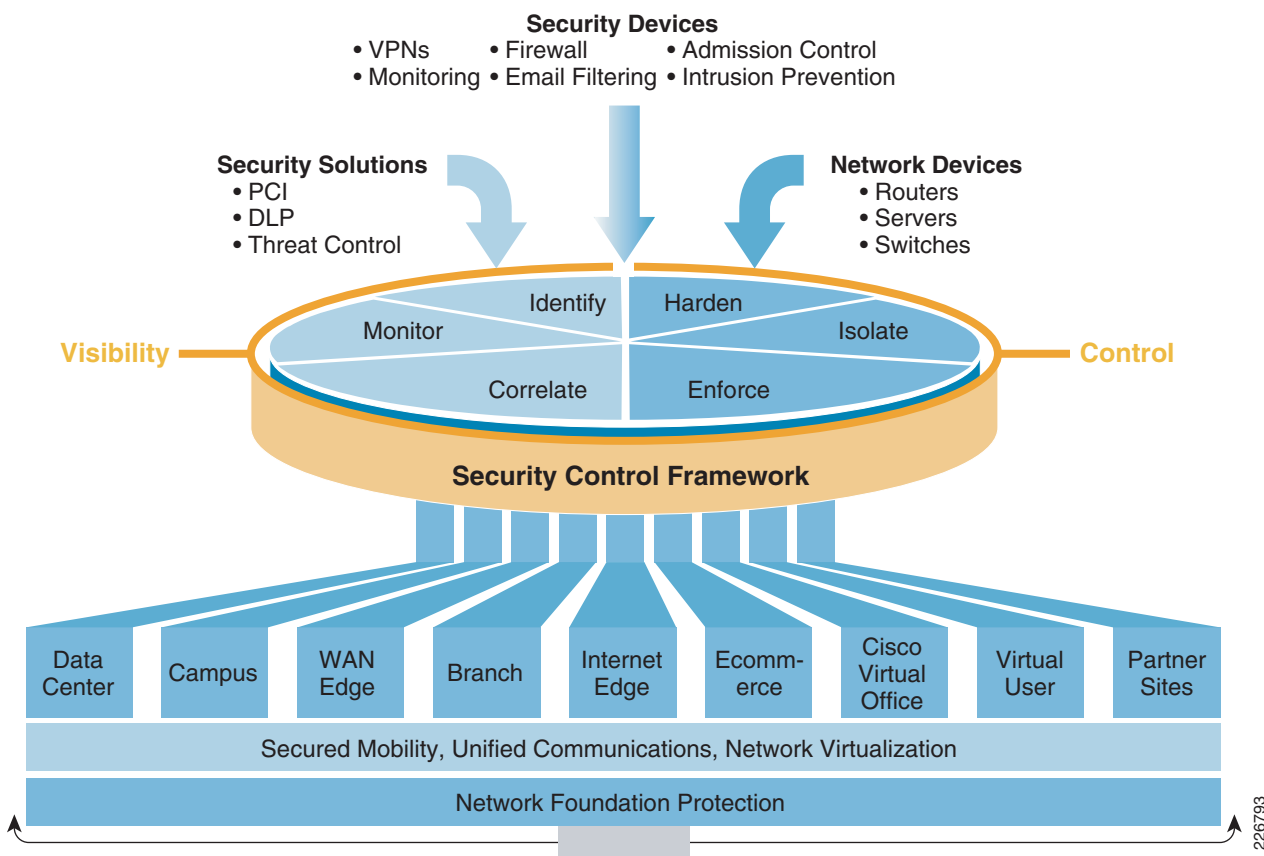 Security Devices
• VPNs • Firewall • Admission Control
• Monitoring • Email Filtering • Intrusion Prevention
Security Solutions
• PCI
• DLP
• Threat Control
Network Devices
• Routers
• Servers
• Switches
Identify
Harden
Monitor
Isolate
Visibility
Control
Correlate
Enforce
Security Control Framework
Data
Center
Campus
WAN
Edge
Branch
Internet
Edge
Ecomm-
erce
Cisco
Virtual
Office
Virtual
User
Partner
Sites
Secured Mobility, Unified Communications, Network Virtualization
Network Foundation Protection
226793